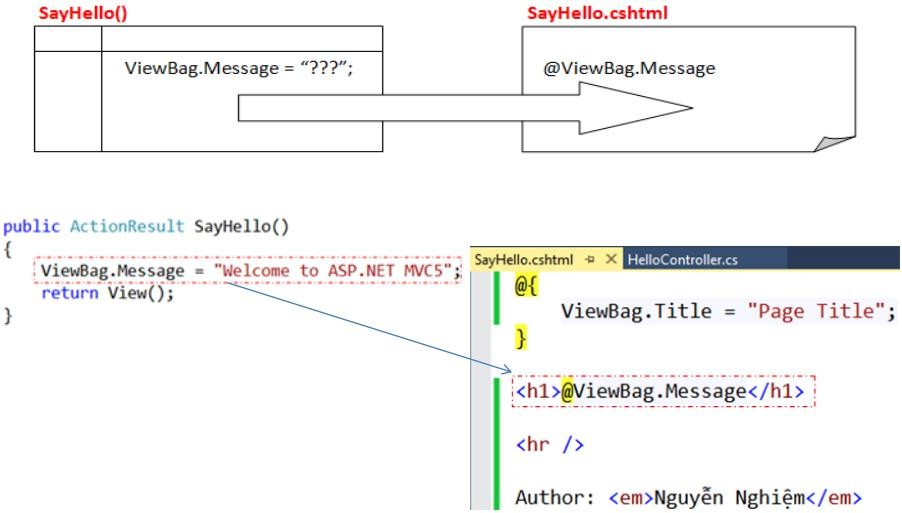 SayHello()
ViewBag.Message = “???”;
SayHello.cshtml
@ViewBag.Message
public ActionResult SayHello()
{
ViewBag.Message = "Welcome to ASP.NET MVC5";
return View();
}
SayHello.cshtml HelloController.cs
@{
ViewBag.Title = "Page Title";
}
<h1>@ViewBag.Message</h1>
<hr />
Author: <em>Nguyễn Nghiệm</em>